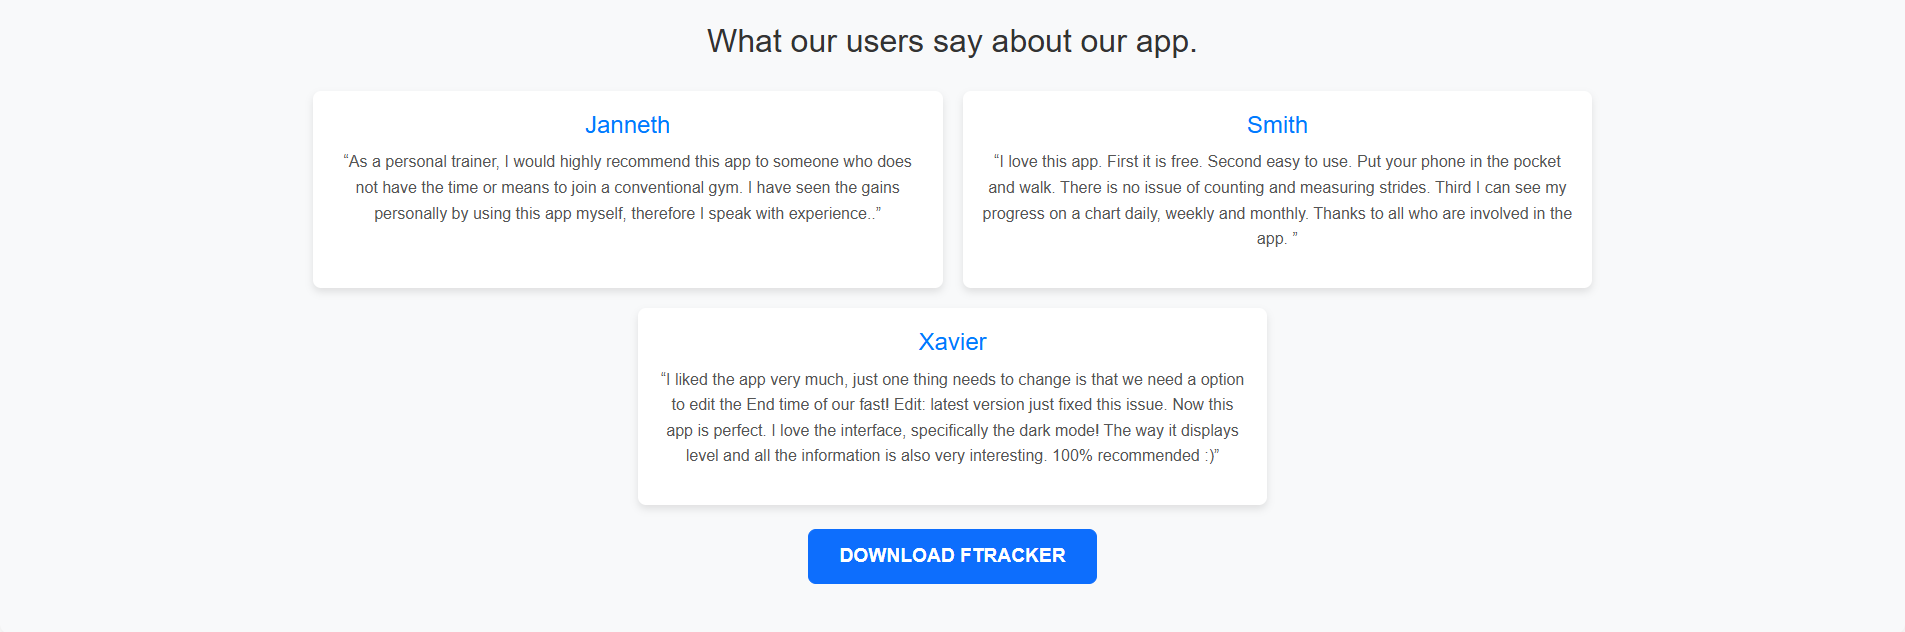 What our users say about our app.
Janneth
“As a personal trainer, I would highly recommend this app to someone who does
not have the time or means to join a conventional gym. I have seen the gains
personally by using this app myself, therefore I speak with experience..”
Smith
“I love this app. First it is free. Second easy to use. Put your phone in the pocket
and walk. There is no issue of counting and measuring strides. Third I can see my
progress on a chart daily, weekly and monthly. Thanks to all who are involved in the
app. ”
Xavier
“I liked the app very much, just one thing needs to change is that we need a option
to edit the End time of our fast! Edit: latest version just fixed this issue. Now this
app is perfect. I love the interface, specifically the dark mode! The way it displays
level and all the information is also very interesting. 100% recommended :)”
DOWNLOAD FTRACKER